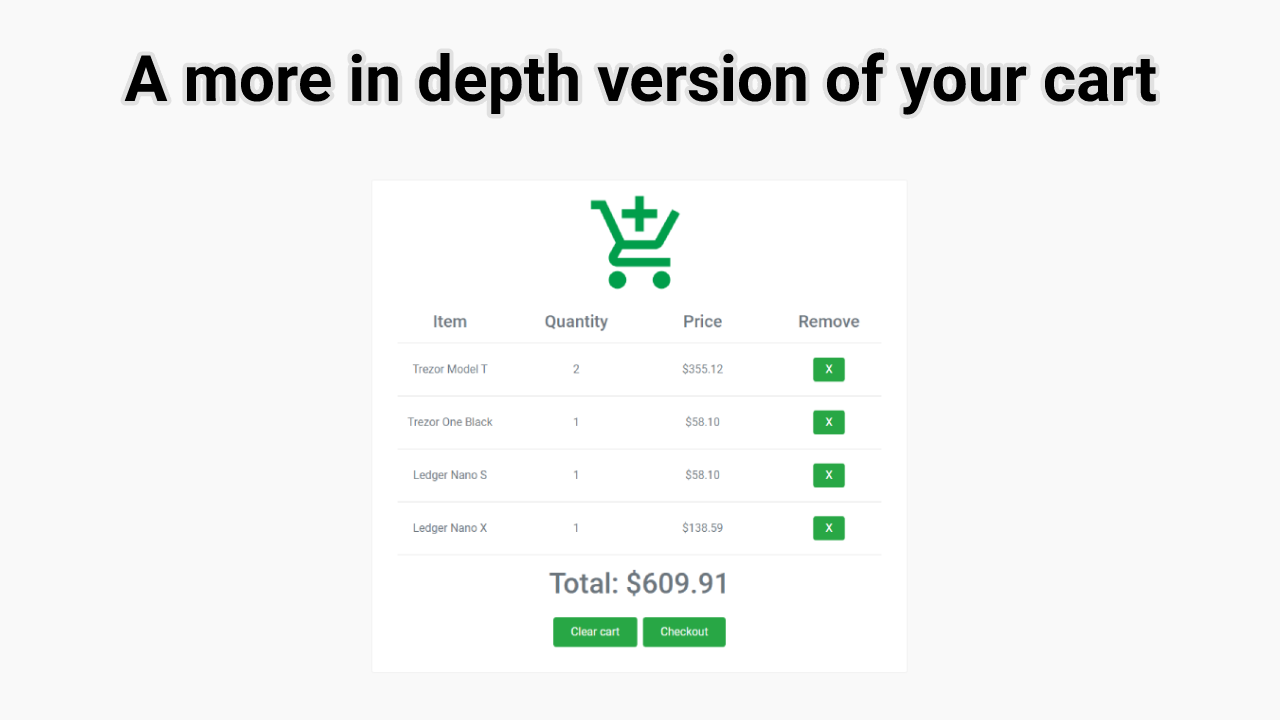 A more in depth version of your cart
Item Quantity Price Remove
Trezor Model T 2 $355.12 X
Trezor One Black 1 $58.10 X
Ledger Nano S 1 $58.10 X
Ledger Nano X 1 $138.59 X
Total: $609.91
Clear cart Checkout